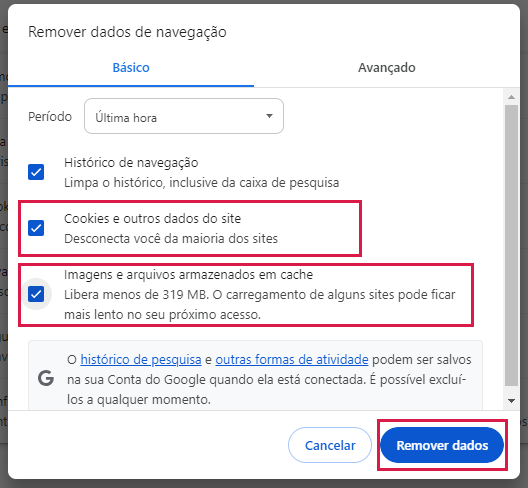 Remover dados de navegação
Básico
Avançado
Período
Última hora
Histórico de navegação
Limpa o histórico, inclusive da caixa de pesquisa
Cookies e outros dados do site
Desconecta você da maioria dos sites
Imagens e arquivos armazenados em cache
Libera menos de 319 MB. O carregamento de alguns sites pode ficar
mais lento no seu próximo acesso.
G
O histórico de pesquisa e outras formas de atividade podem ser salvos
na sua Conta do Google quando ela está conectada. É possível excluí-
los a qualquer momento.
Cancelar
Remover dados